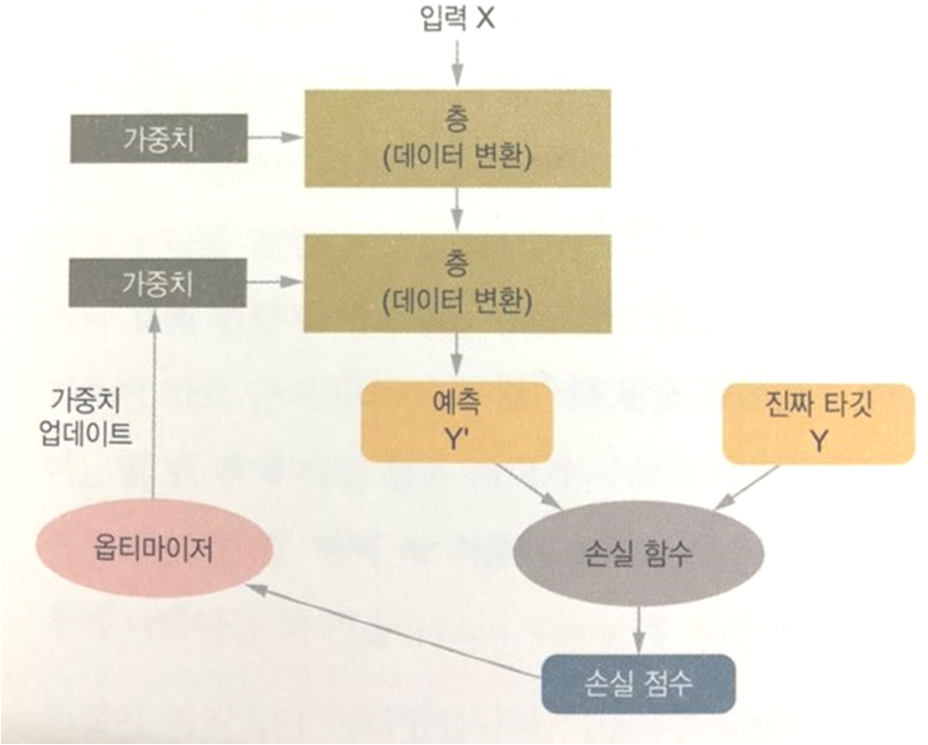 입력 X
가중치
층
(데이터 변환)
가중치
층
(데이터 변환)
가중치
업데이트
예측
Y'
진짜 타깃
Y
옵티마이저
손실 함수
손실 점수